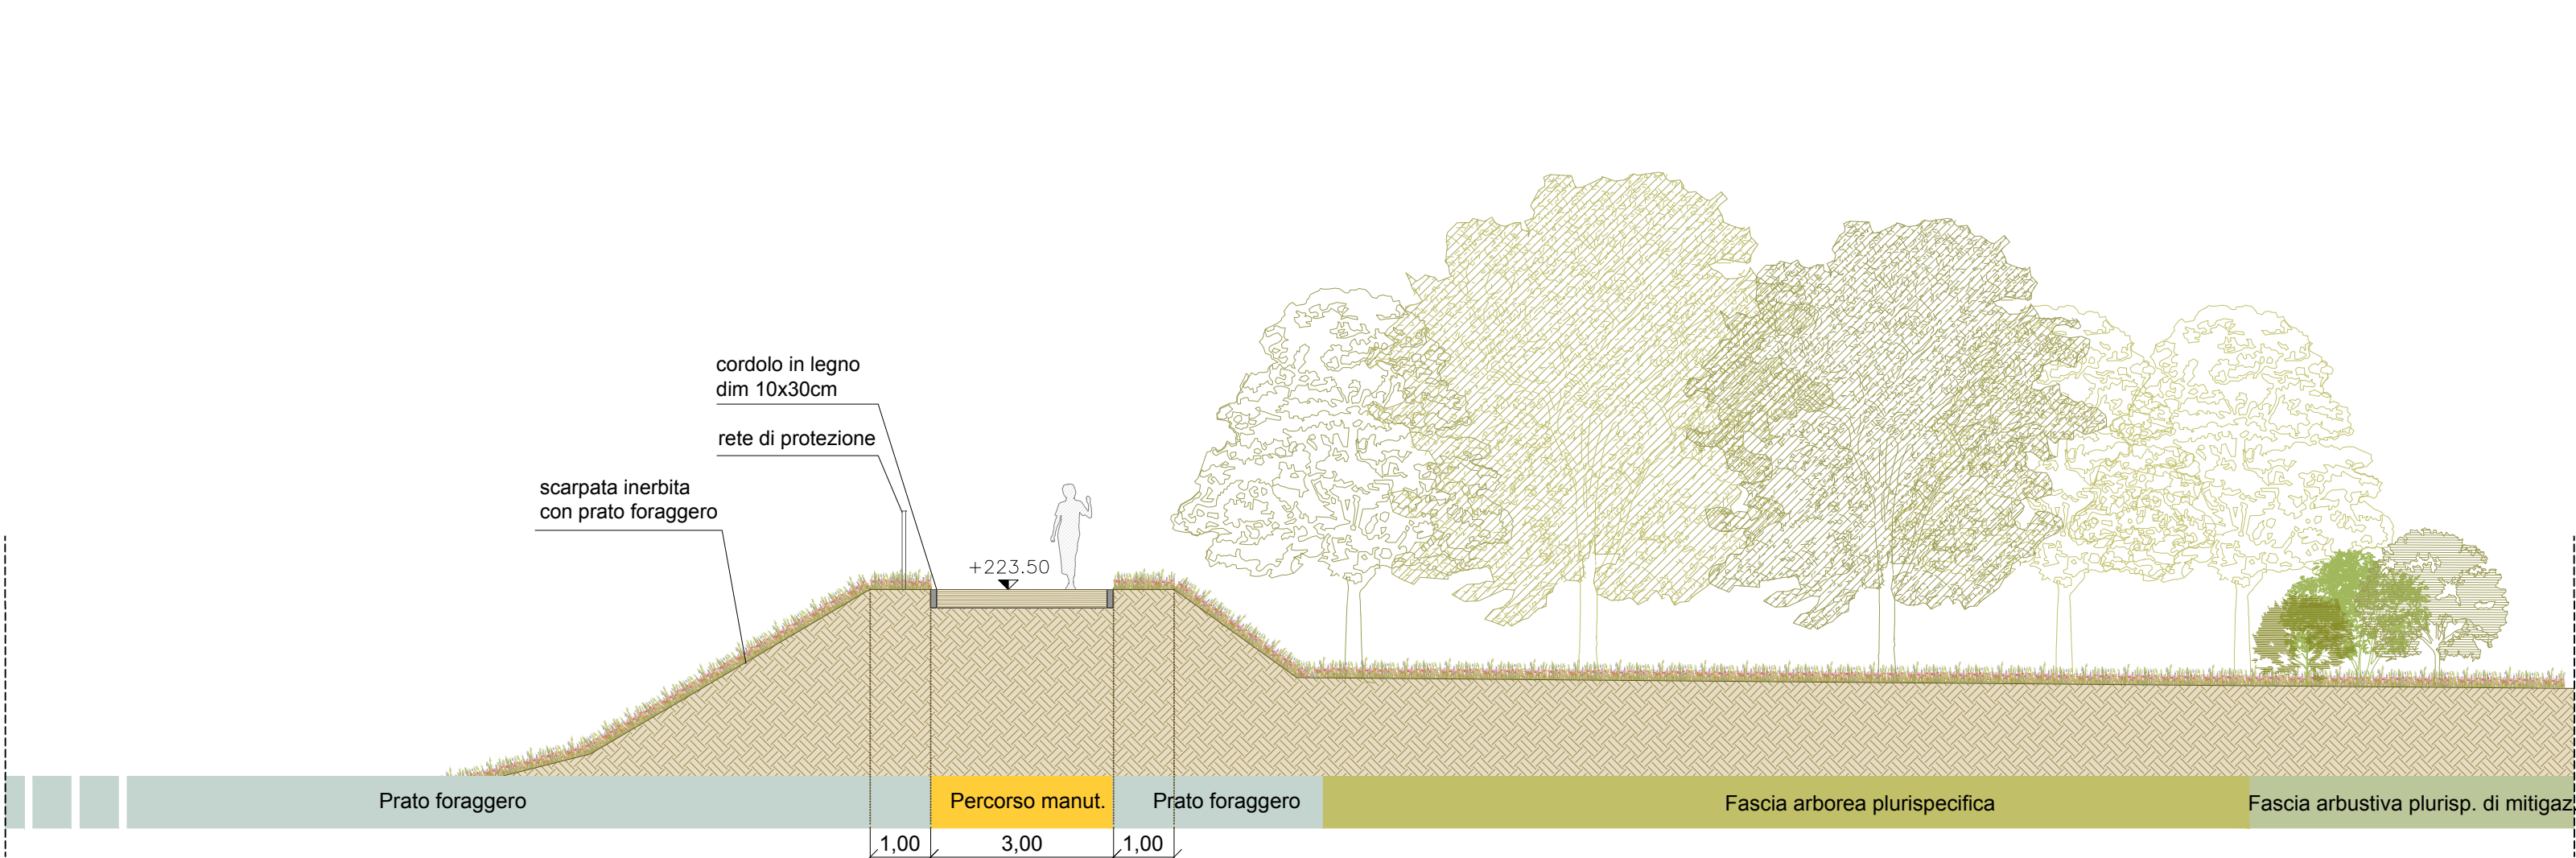 cordolo in legno
dim 10x30cm
rete di protezione
scarpata inerbita
con prato foraggero
+223.50
Prato foraggero
Percorso manut.
Prato foraggero
Fascia arborea plurispecifica
Fascia arbustiva plurisp. di mitigaz
1,00
3,00
1,00